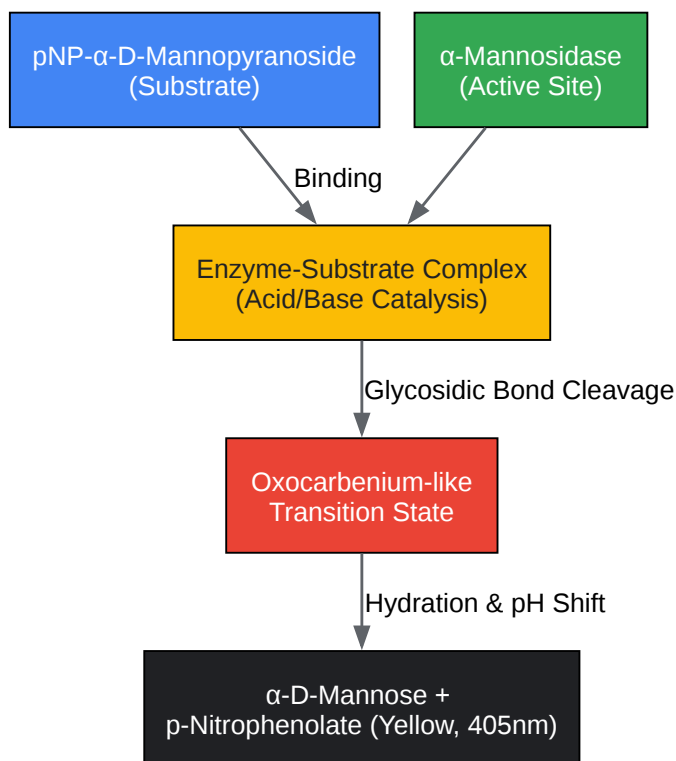 pNP-α-D-Mannopyranoside
(Substrate)
α-Mannosidase
(Active Site)
Binding
Enzyme-Substrate Complex
(Acid/Base Catalysis)
Glycosidic Bond Cleavage
Oxocarbenium-like
Transition State
Hydration & pH Shift
α-D-Mannose +
p-Nitrophenolate (Yellow, 405nm)